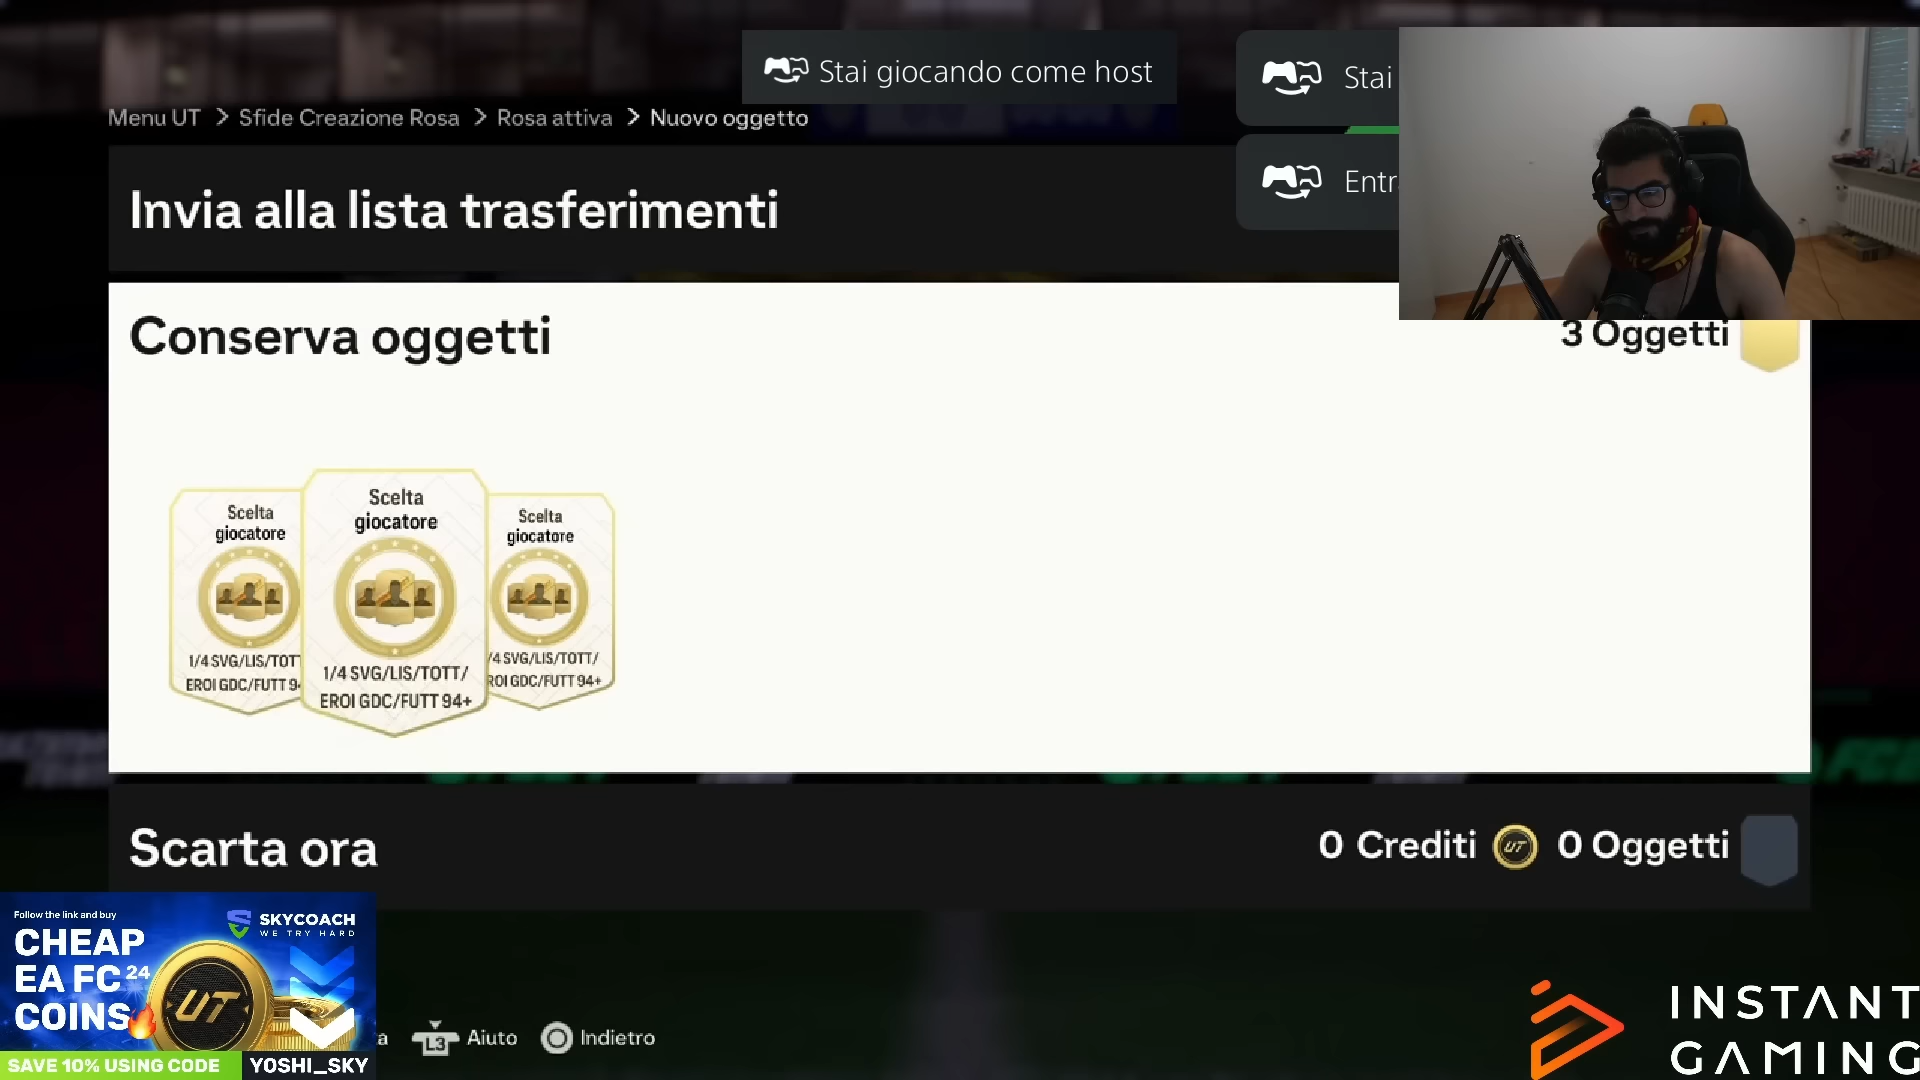 Stai giocando come host
Stai
Entr
Menu UT > Sfide Creazione Rosa > Rosa attiva > Nuovo oggetto
Invia alla lista trasferimenti
Conserva oggetti
3 Oggetti
Scelta
giocatore
1/4 SVG/LIS/TOTT
EROI GDC/FUTT 9
Scelta
giocatore
1/4 SVG/LIS/TOTT/
EROI GDC/FUTT 94+
Scelta
giocatore
/4 SVG/LIS/TOTT/
ROI GDC/FUTT 94+
Scarta ora
0 Crediti UT 0 Oggetti
Follow the link and buy
CHEAP
EA FC 24
COINS
SKYCOACH
WE TRY HARD
UT
SAVE 10% USING CODE YOSHI_SKY
a L3 Aiuto Indietro
INSTANT
GAMING